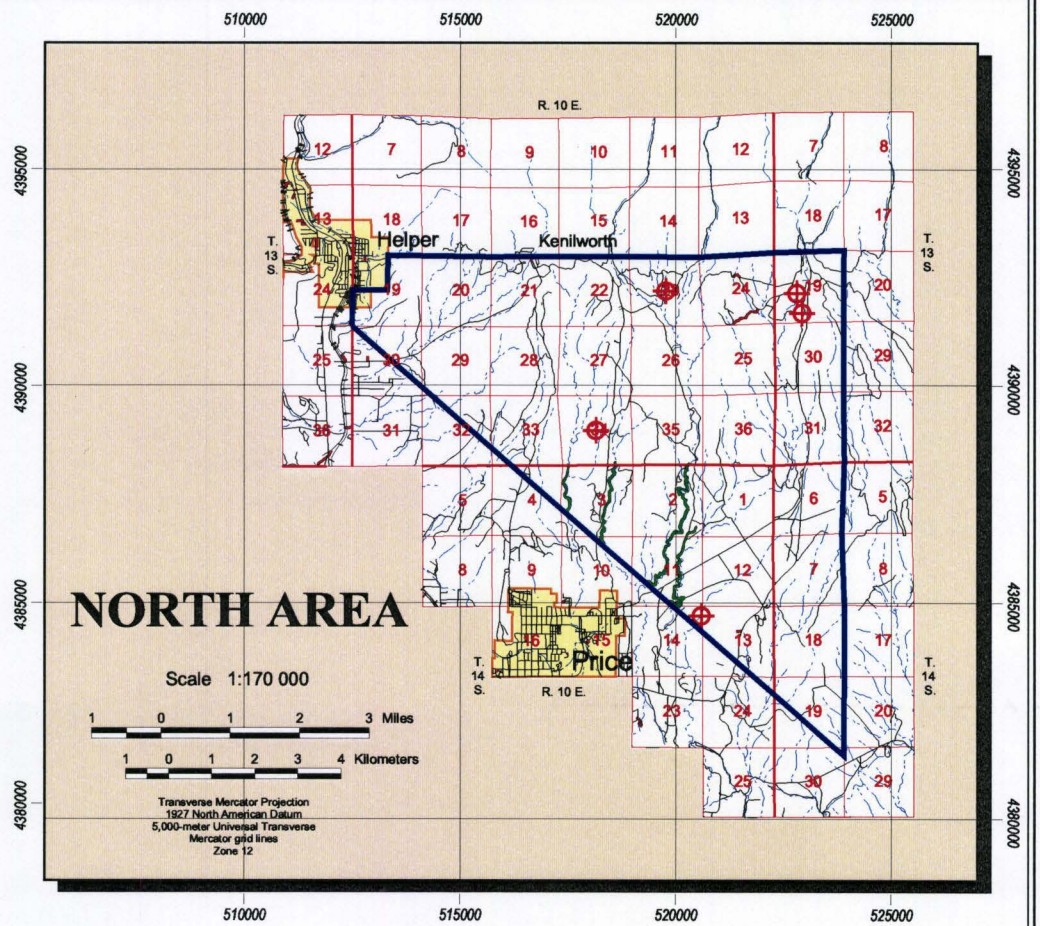 510000 515000 520000 525000
R. 10 E.
12 7 8 9 10 11 12 7 8
4395000 4395000
13 18 17 16 15 14 13 18 17
T. 13 S. Helper Kenilworth T. 13 S.
24 19 20 21 22 24 19 20
25 30 29 28 27 26 25 30 29
4390000 4390000
36 31 32 33 35 36 31 32
5 4 3 2 1 6 5
8 9 10 11 12 7 8
4385000 4385000
NORTH AREA
16 15 14 13 18 17
Price
T. 14 S. R. 10 E. T. 14 S.
Scale 1:170 000
23 24 19 20
1 0 1 2 3 Miles
1 0 1 2 3 4 Kilometers
25 30 29
Transverse Mercator Projection
1927 North American Datum
5,000-meter Universal Transverse
Mercator grid lines
Zone 12
4380000 4380000
510000 515000 520000 525000